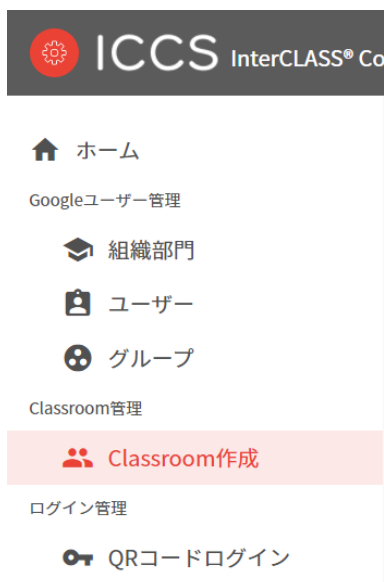 ICCS InterCLASS® Co
ホーム
Googleユーザー管理
組織部門
ユーザー
グループ
Classroom管理
Classroom作成
ログイン管理
QRコードログイン